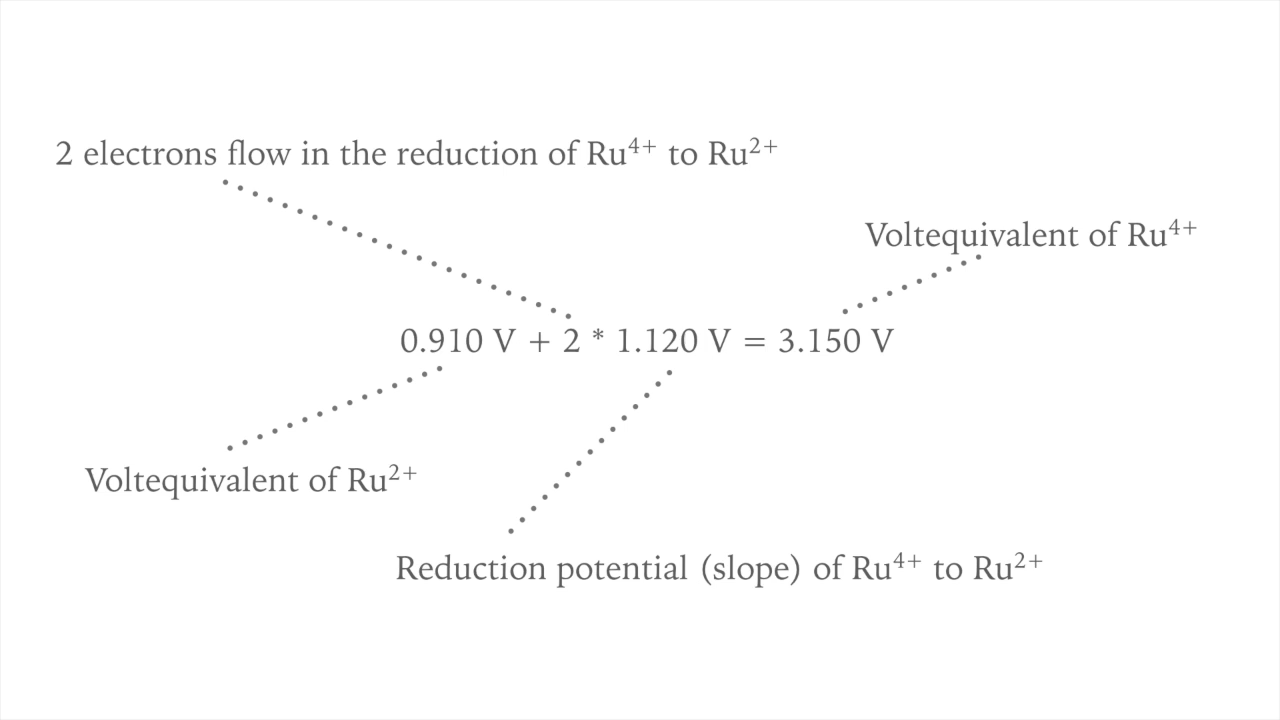 2 electrons flow in the reduction of Ru⁴⁺ to Ru²⁺
Voltequivalent of Ru⁴⁺
0.910 V + 2 * 1.120 V = 3.150 V
Voltequivalent of Ru²⁺
Reduction potential (slope) of Ru⁴⁺ to Ru²⁺